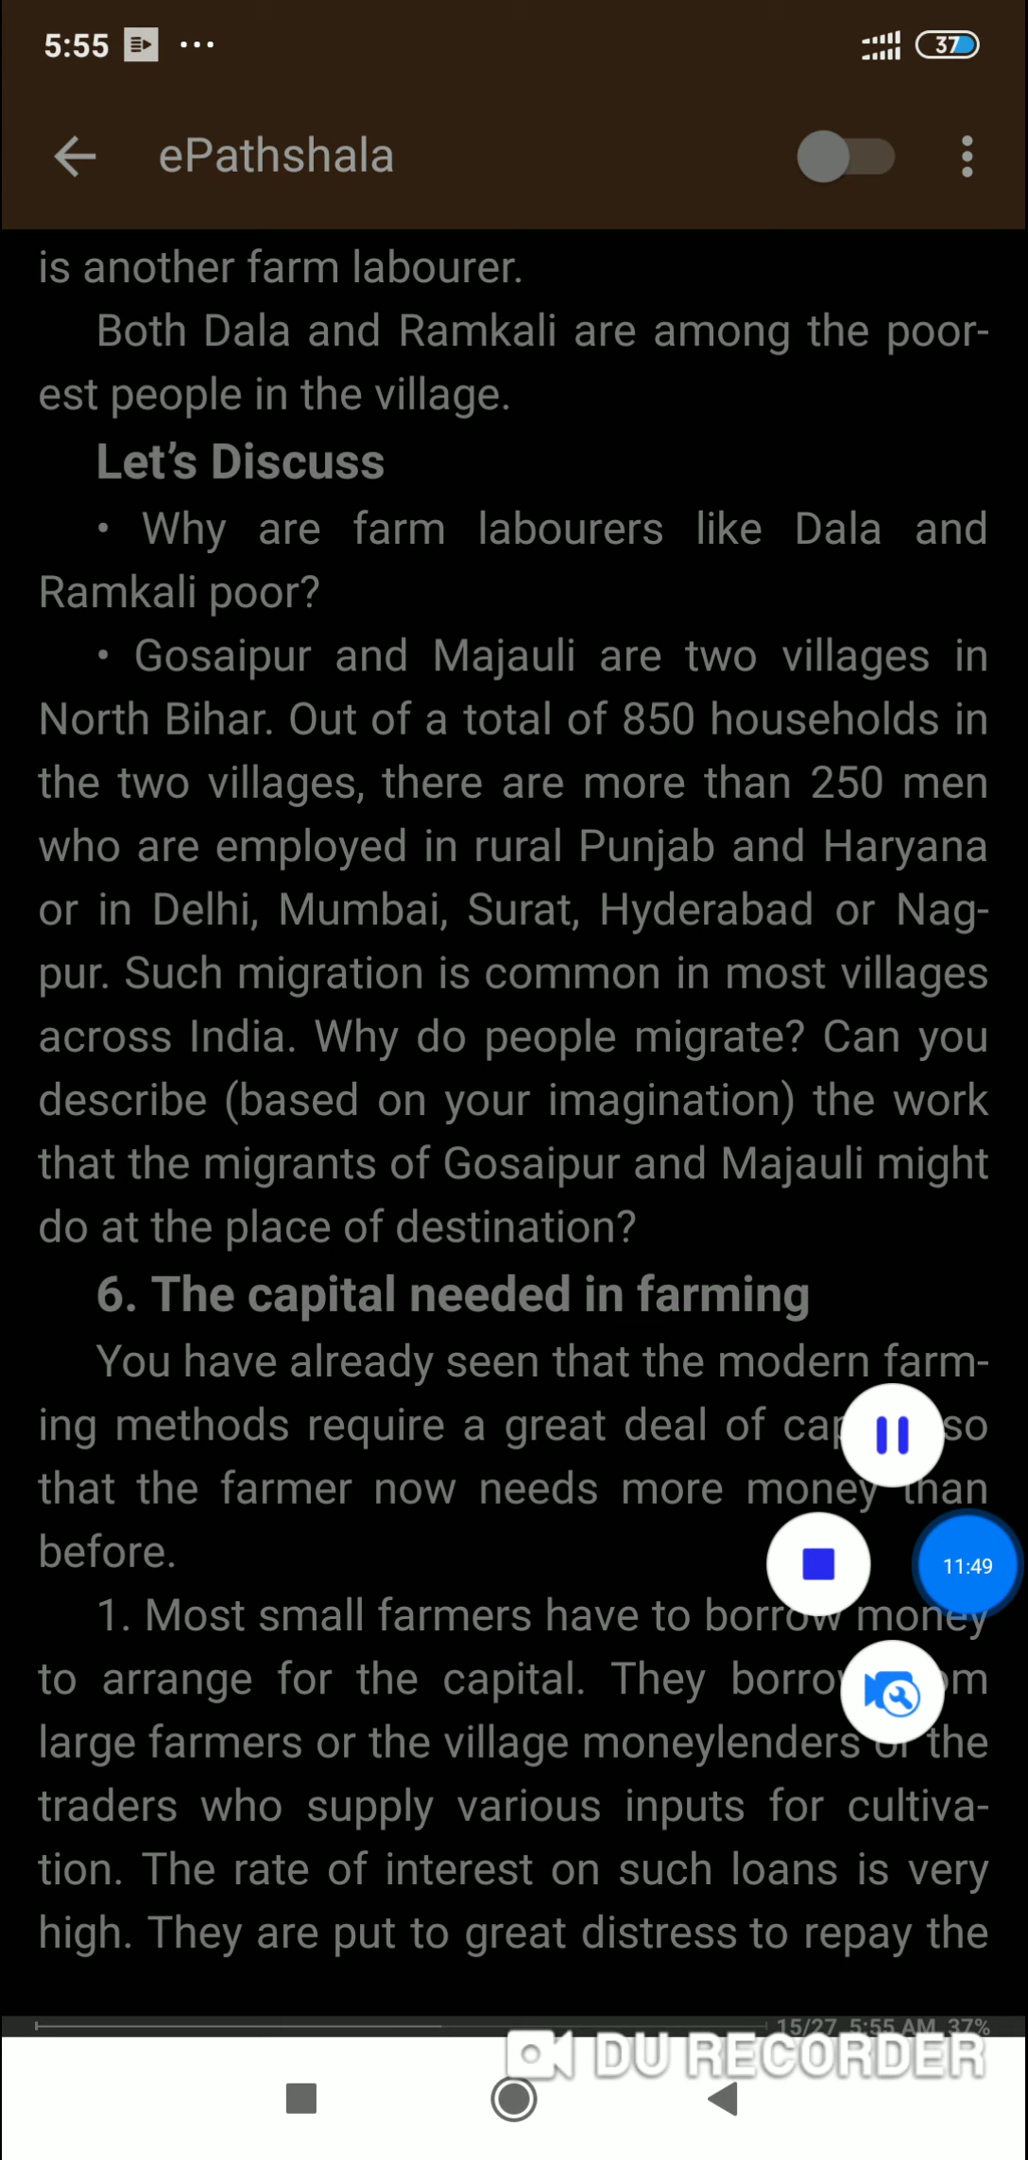 5:55
37
ePathshala
is another farm labourer.
Both Dala and Ramkali are among the poor-
est people in the village.
Let's Discuss
• Why are farm labourers like Dala and
Ramkali poor?
• Gosaipur and Majauli are two villages in
North Bihar. Out of a total of 850 households in
the two villages, there are more than 250 men
who are employed in rural Punjab and Haryana
or in Delhi, Mumbai, Surat, Hyderabad or Nag-
pur. Such migration is common in most villages
across India. Why do people migrate? Can you
describe (based on your imagination) the work
that the migrants of Gosaipur and Majauli might
do at the place of destination?
6. The capital needed in farming
You have already seen that the modern farm-
ing methods require a great deal of so
that the farmer now needs more money than
before.
11:49
1. Most small farmers have to borrow money
to arrange for the capital. They
large farmers or the village moneylenders or the
traders who supply various inputs for cultiva-
tion. The rate of interest on such loans is very
high. They are put to great distress to repay the
15/27 5:55 AM 37%
DU RECORDER